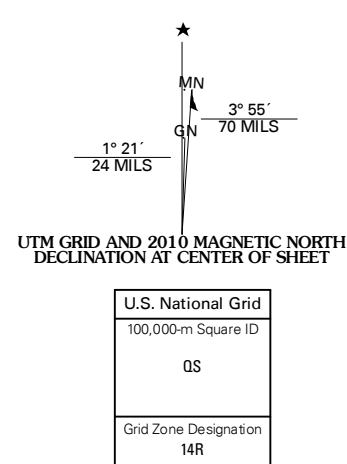 ★
MN
3° 55´
70 MILS
GN
1° 21´
24 MILS
UTM GRID AND 2010 MAGNETIC NORTH
DECLINATION AT CENTER OF SHEET
U.S. National Grid
100,000-m Square ID
QS
Grid Zone Designation
14R